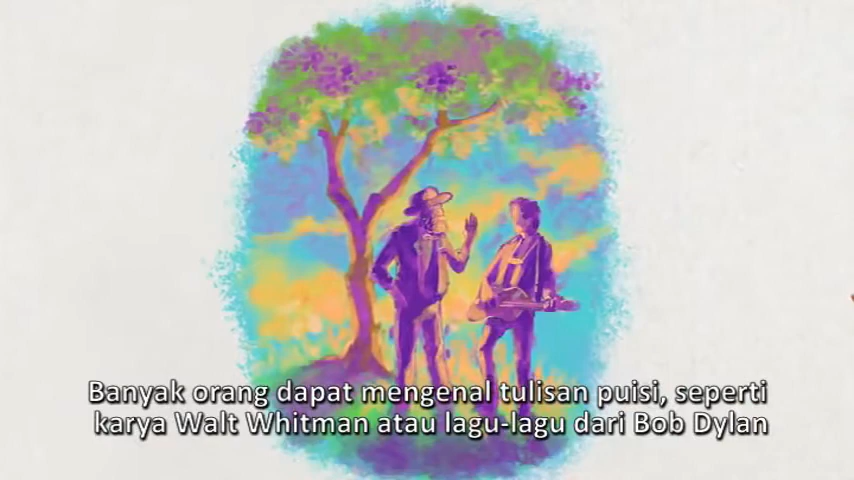 Banyak orang dapat mengenal tulisan puisi, seperti
karya Walt Whitman atau lagu-lagu dari Bob Dylan